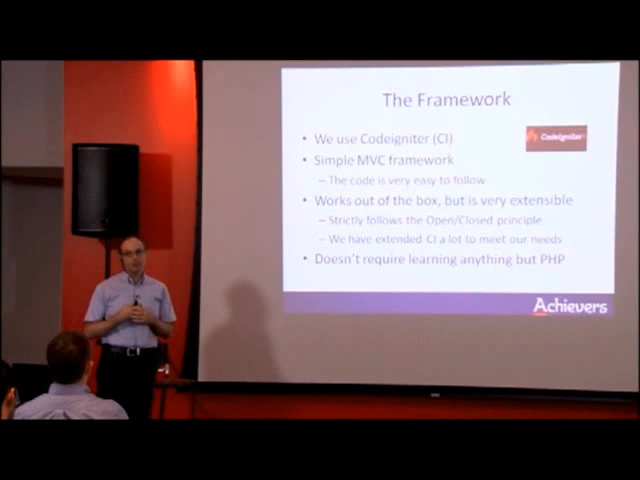 The Framework
• We use CodeIgniter (CI)
CodeIgniter
• Simple MVC framework
– The code is very easy to follow
• Works out of the box, but is very extensible
– Strictly follows the Open/Closed principle
– We have extended CI a lot to meet our needs
• Doesn't require learning anything but PHP
Achievers